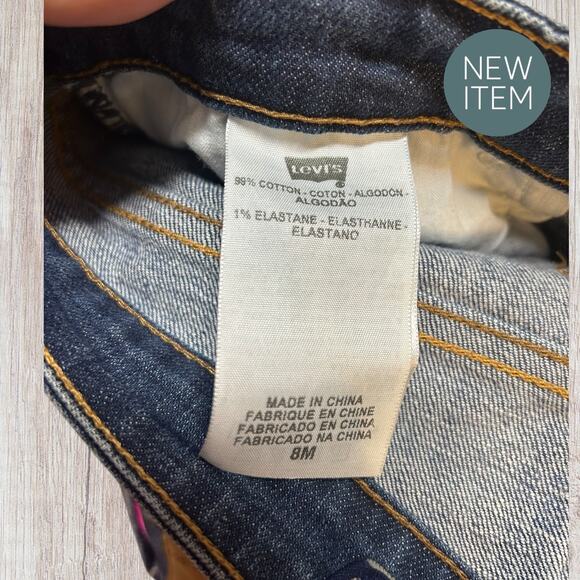 NEW
ITEM
Levi's
®
99% COTTON - COTON - ALGODÓN -
ALGODÃO
1% ELASTANE - ELASTHANNE -
ELASTANO
MADE IN CHINA
FABRIQUE EN CHINE
FABRICADO EN CHINA
FABRICADO NA CHINA
8M